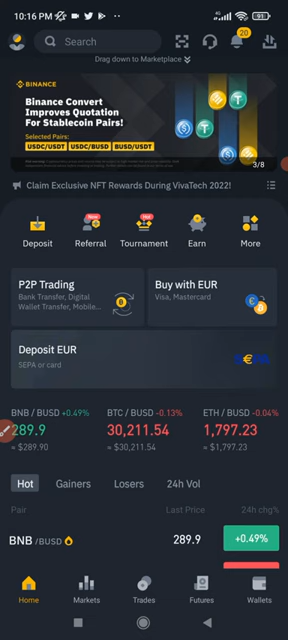 10:16 PM
91
20
Search
Drag down to Marketplace
BINANCE
Binance Convert
Improves Quotation
For Stablecoin Pairs!
Selected Pairs:
USDC/USDT USDC/BUSD BUSD/USDT
3/8
Claim Exclusive NFT Rewards During VivaTech 2022!
New
Hot
Deposit Referral Tournament Earn More
P2P Trading
Bank Transfer, Digital
Wallet Transfer, Mobile...
Buy with EUR
Visa, Mastercard
Deposit EUR
SEPA or card
BNB / BUSD +0.49% BTC / BUSD -0.13% ETH / BUSD -0.04%
289.9 30,211.54 1,797.23
≈ $289.90 ≈ $30,211.54 ≈ $1,797.23
Hot Gainers Losers 24h Vol
Pair Last Price 24h chg%
BNB /BUSD 289.9 +0.49%
Home Markets Trades Futures Wallets